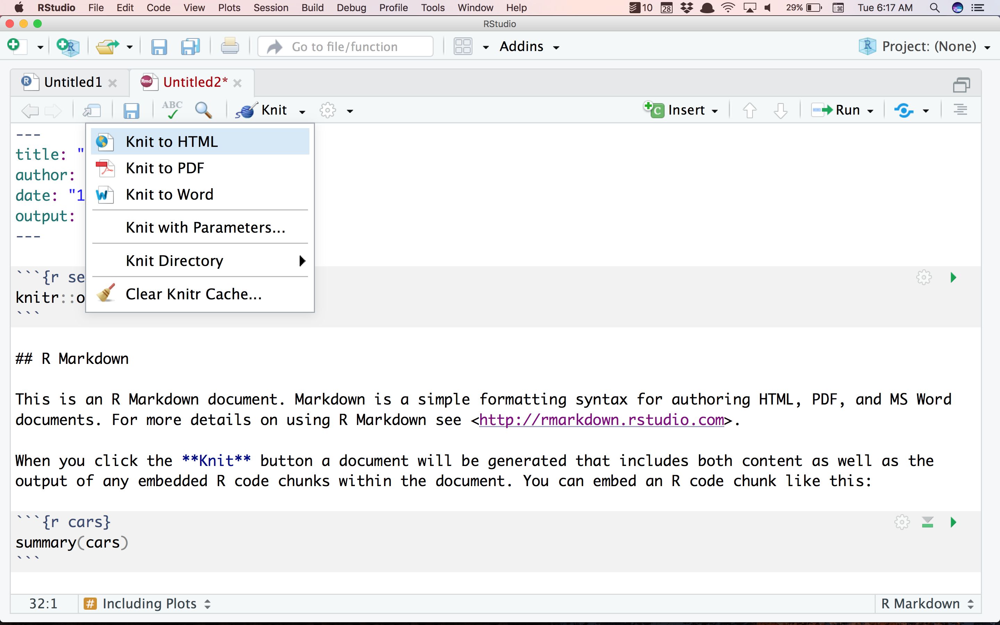 RStudio File Edit Code View Plots Session Build Debug Profile Tools Window Help 10 28 29% Tue 6:17 AM
RStudio
Go to file/function Addins Project: (None)
Untitled1 Untitled2*
ABC Knit Insert Run
---
title: "
author:
date: "1
output:
---
Knit to HTML
Knit to PDF
Knit to Word
Knit with Parameters...
Knit Directory
Clear Knitr Cache...
```{r se
knitr::o
```
## R Markdown
This is an R Markdown document. Markdown is a simple formatting syntax for authoring HTML, PDF, and MS Word
documents. For more details on using R Markdown see <http://rmarkdown.rstudio.com>.
When you click the **Knit** button a document will be generated that includes both content as well as the
output of any embedded R code chunks within the document. You can embed an R code chunk like this:
```{r cars}
summary(cars)
```
32:1 # Including Plots R Markdown